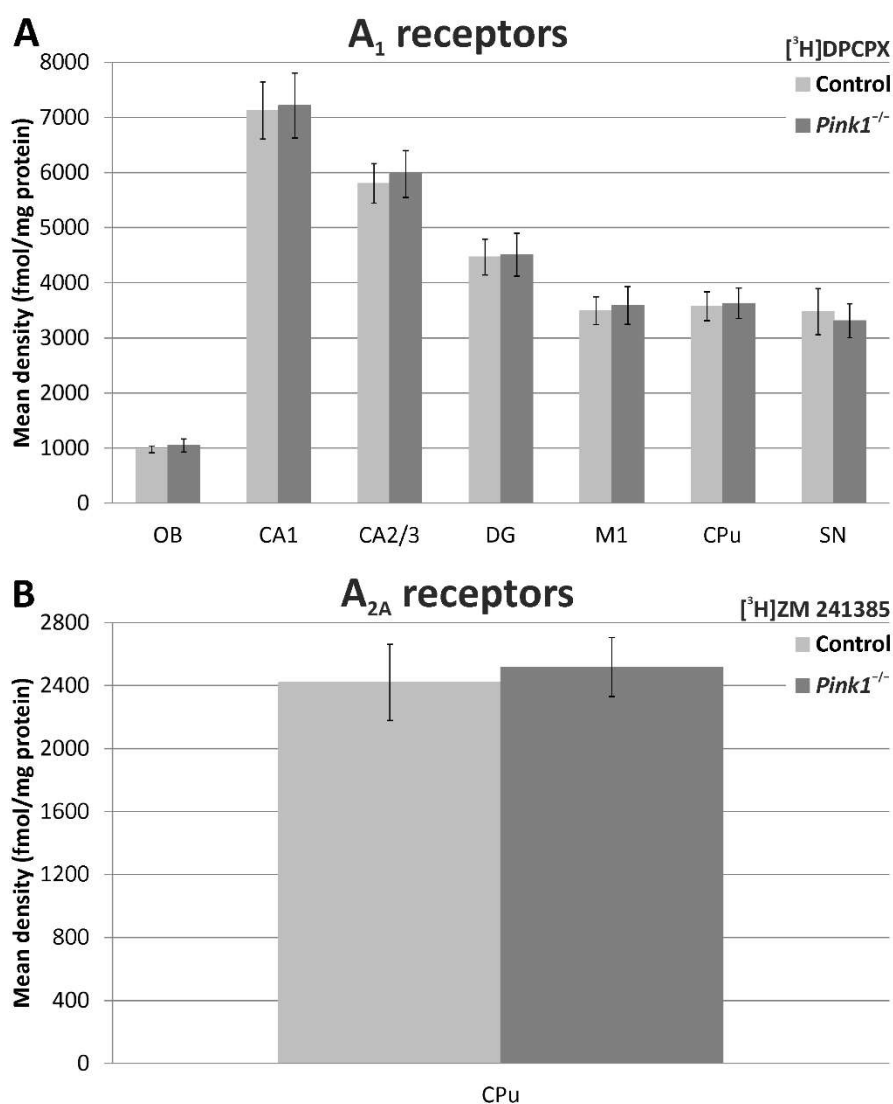 A
A₁ receptors
[³H]DPCPX
Control
Pink1⁻/⁻
Mean density (fmol/mg protein)
8000
7000
6000
5000
4000
3000
2000
1000
0
OB CA1 CA2/3 DG M1 CPu SN
B
A₂A receptors
[³H]ZM 241385
Control
Pink1⁻/⁻
Mean density (fmol/mg protein)
2800
2400
2000
1600
1200
800
400
0
CPu